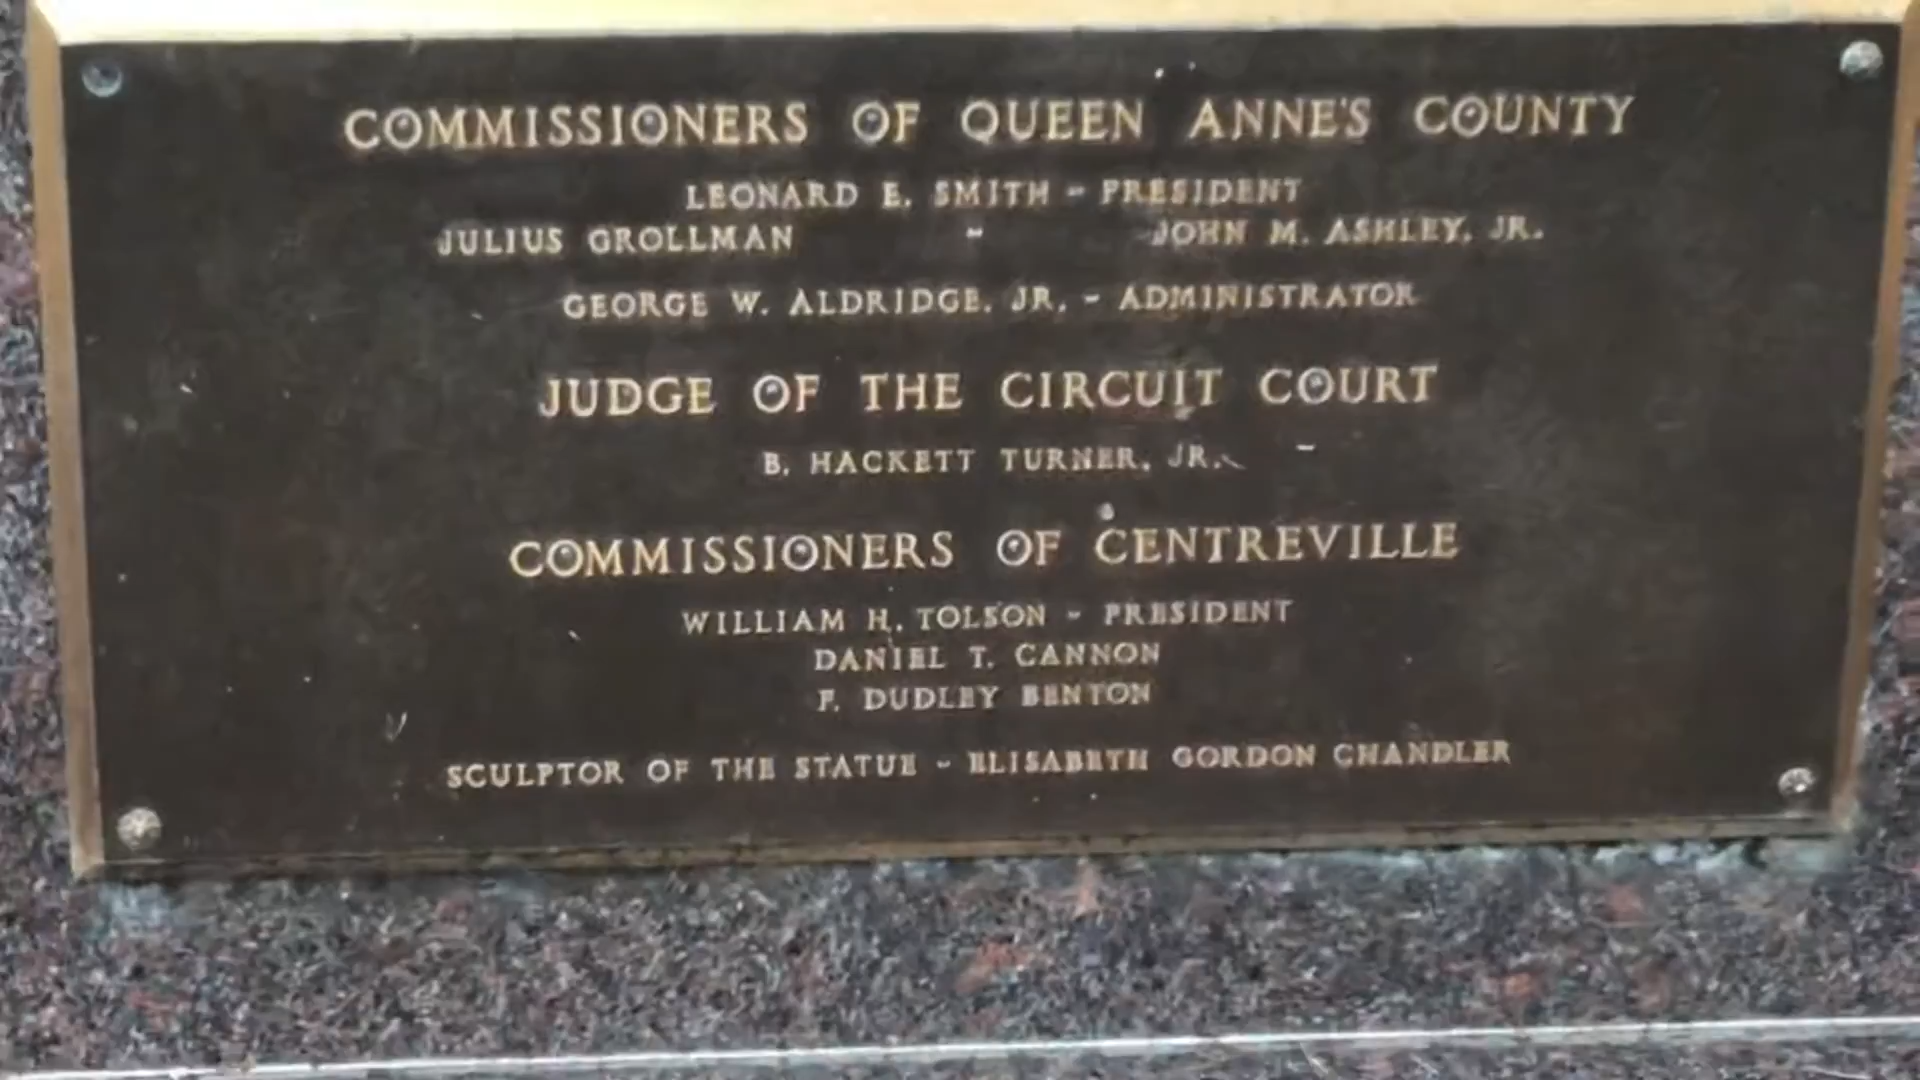 COMMISSIONERS OF QUEEN ANNE'S COUNTY
LEONARD E. SMITH - PRESIDENT
JULIUS GROLLMAN - JOHN M. ASHLEY, JR.
GEORGE W. ALDRIDGE, JR. - ADMINISTRATOR
JUDGE OF THE CIRCUIT COURT
B. HACKETT TURNER, JR.
COMMISSIONERS OF CENTREVILLE
WILLIAM H. TOLSON - PRESIDENT
DANIEL T. CANNON
F. DUDLEY BENTON
SCULPTOR OF THE STATUE - ELISABETH GORDON CHANDLER